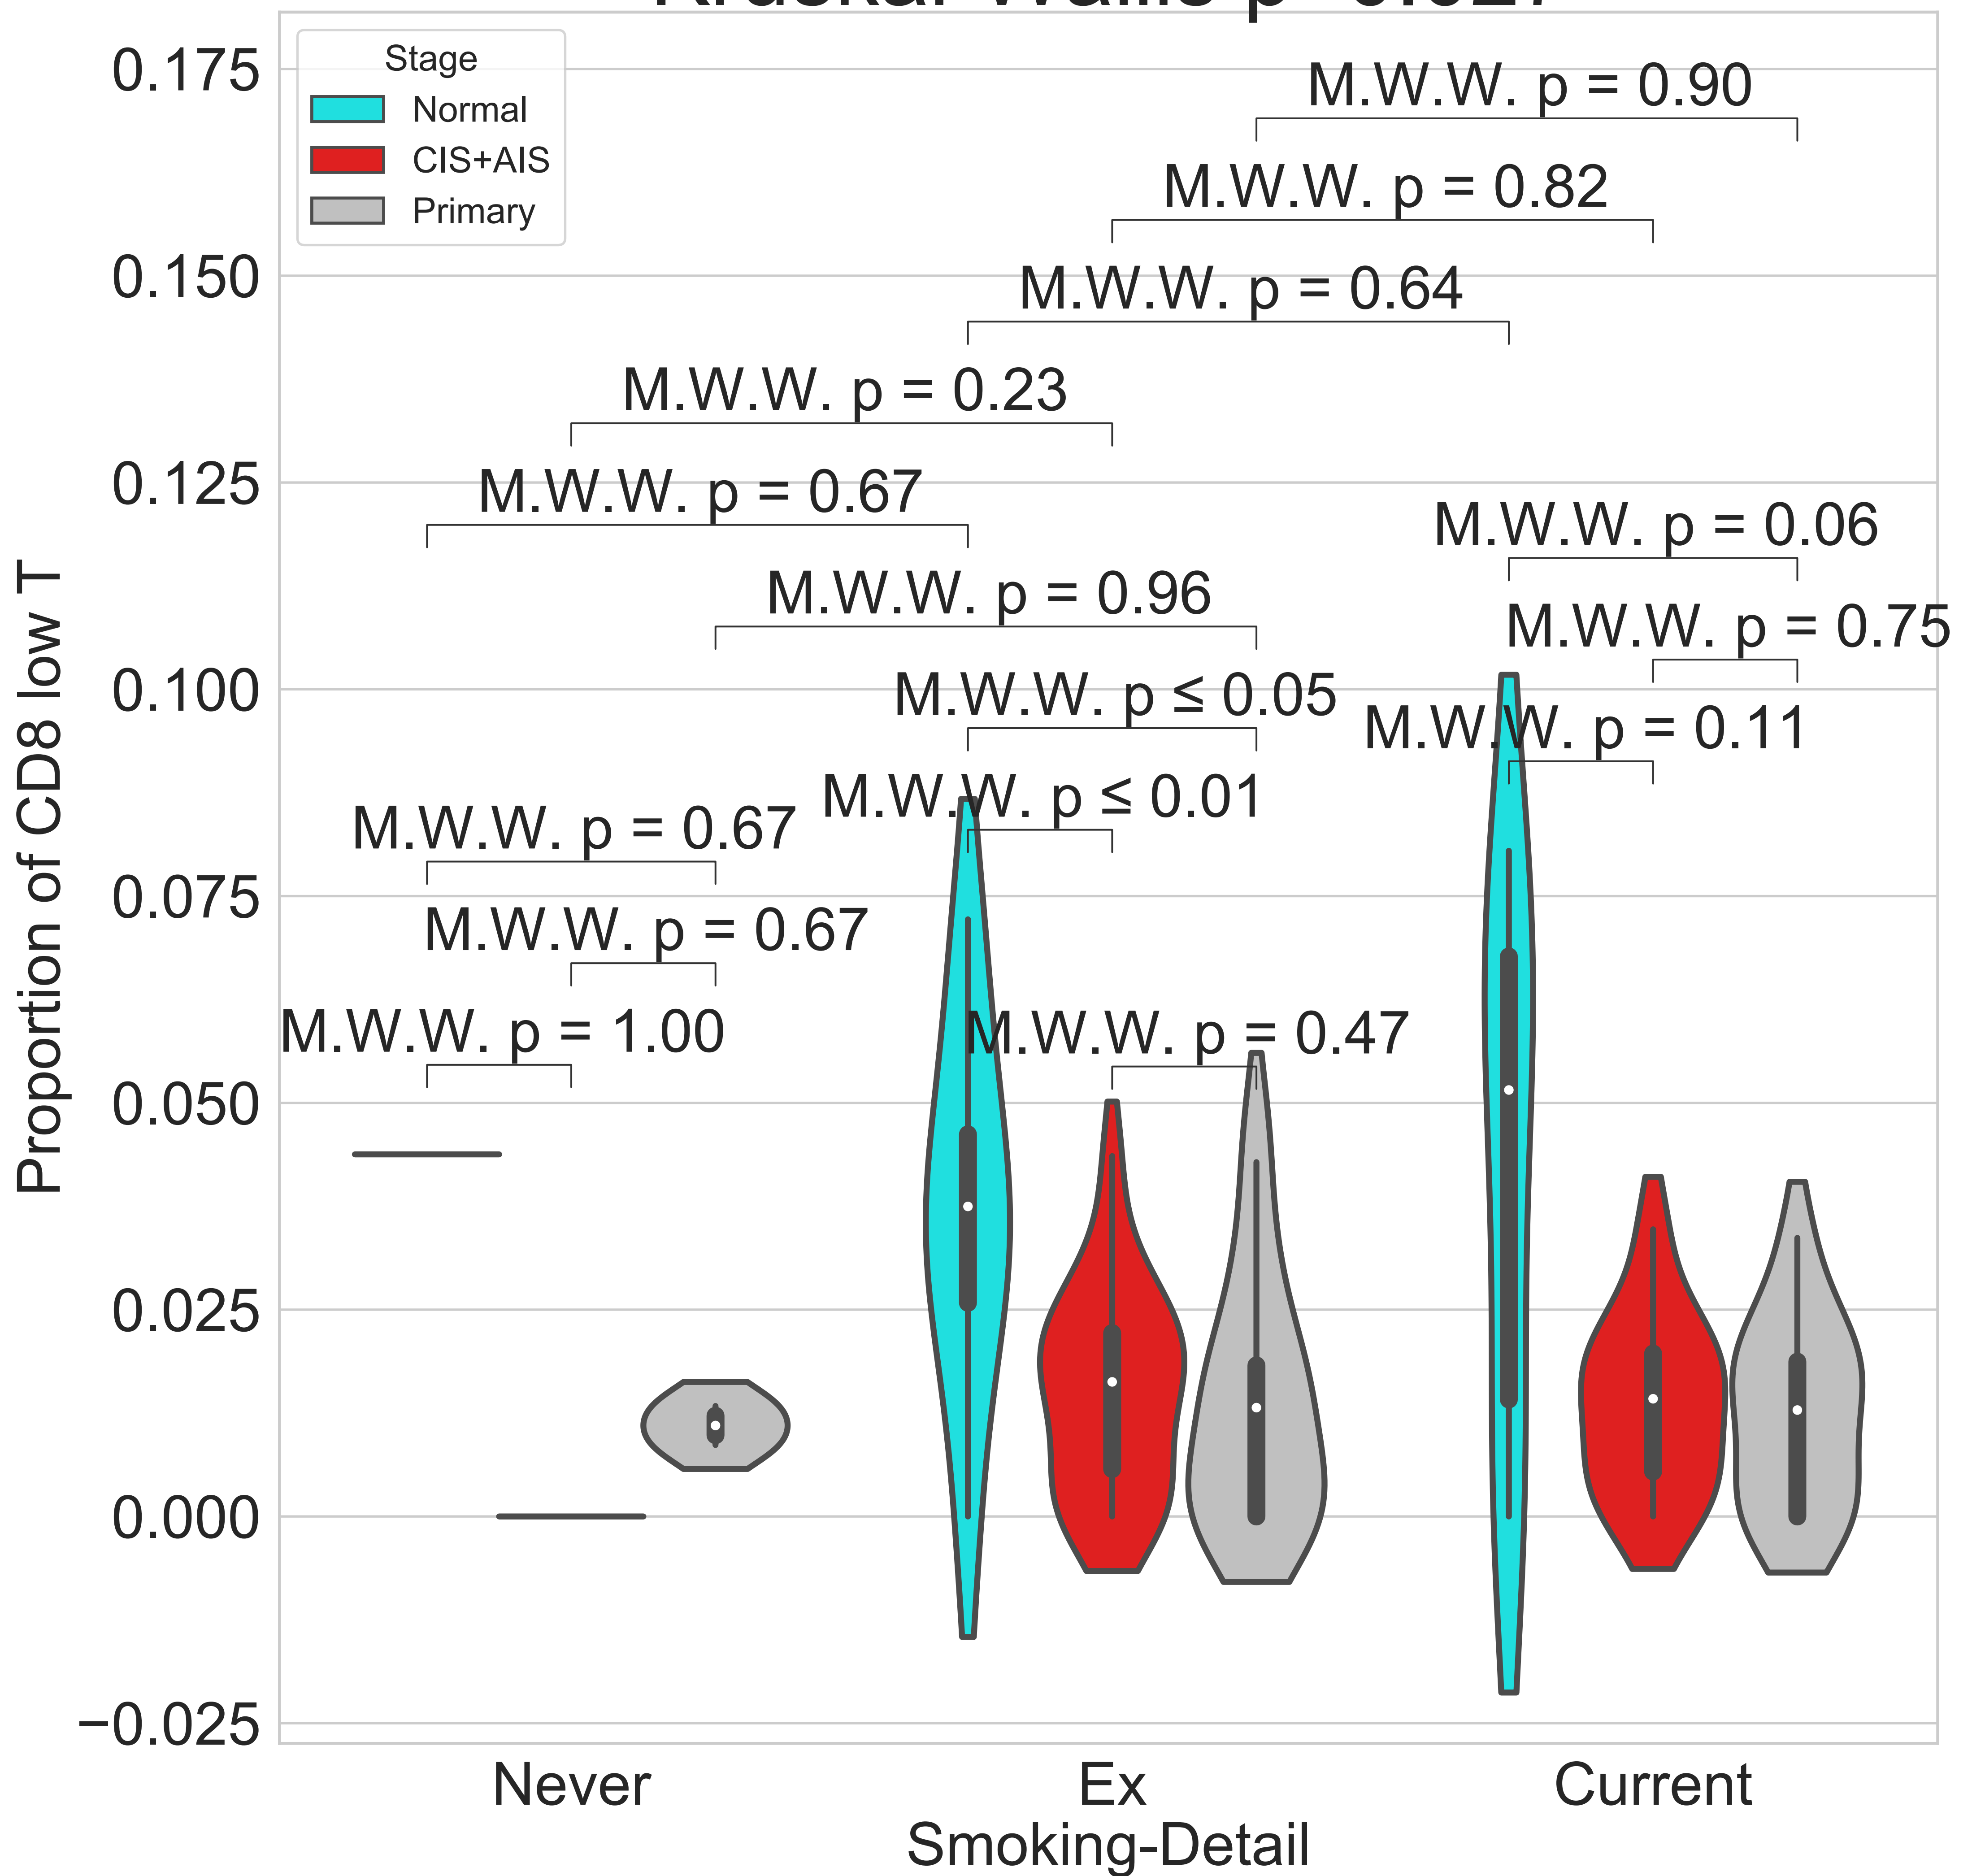 Stage
Normal
CIS+AIS
Primary
M.W.W. p = 0.90
M.W.W. p = 0.82
M.W.W. p = 0.64
M.W.W. p = 0.23
M.W.W. p = 0.67
M.W.W. p = 0.06
M.W.W. p = 0.96
M.W.W. p = 0.75
M.W.W. p ≤ 0.05
M.W.W. p = 0.11
M.W.W. p ≤ 0.01
M.W.W. p = 0.67
M.W.W. p = 0.67
M.W.W. p = 1.00
M.W.W. p = 0.47
0.175
0.150
0.125
0.100
0.075
0.050
0.025
0.000
−0.025
Proportion of CD8 low T
Never
Ex
Current
Smoking-Detail